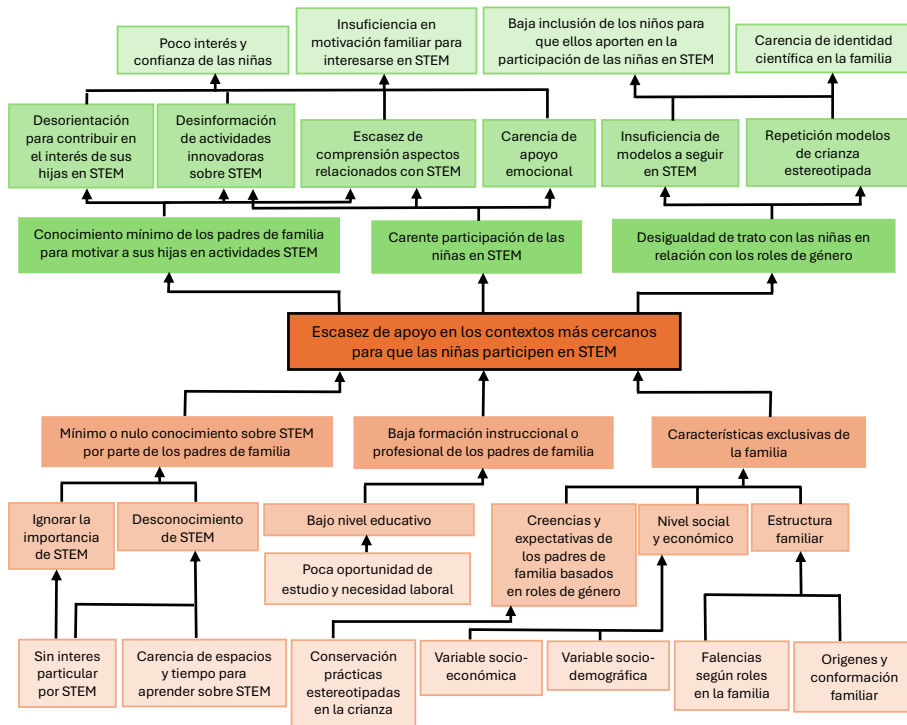 Poco interés y
confianza de las niñas
Insuficiencia en
motivación familiar para
interesarse en STEM
Baja inclusión de los niños para
que ellos aporten en la
participación de las niñas en STEM
Carencia de identidad
científica en la familia
Desorientación
para contribuir en
el interés de sus
hijas en STEM
Desinformación
de actividades
innovadoras
sobre STEM
Escasez de
comprensión aspectos
relacionados con STEM
Carencia de
apoyo
emocional
Insuficiencia de
modelos a seguir
en STEM
Repetición modelos
de crianza
estereotipada
Conocimiento mínimo de los padres de familia
para motivar a sus hijas en actividades STEM
Carente participación de las
niñas en STEM
Desigualdad de trato con las niñas en
relación con los roles de género
Escasez de apoyo en los contextos más cercanos
para que las niñas participen en STEM
Mínimo o nulo conocimiento sobre STEM
por parte de los padres de familia
Baja formación instruccional o
profesional de los padres de familia
Características exclusivas de
la familia
Ignorar la
importancia
de STEM
Desconocimiento
de STEM
Bajo nivel educativo
Creencias y
expectativas de
los padres de
familia basados
en roles de género
Nivel social
y económico
Estructura
familiar
Poca oportunidad de
estudio y necesidad laboral
Sin interes
particular
por STEM
Carencia de espacios
y tiempo para
aprender sobre STEM
Conservación
prácticas
estereotipadas
en la crianza
Variable socio-
económica
Variable socio-
demográfica
Falencias
según roles
en la familia
Origenes y
conformación
familiar